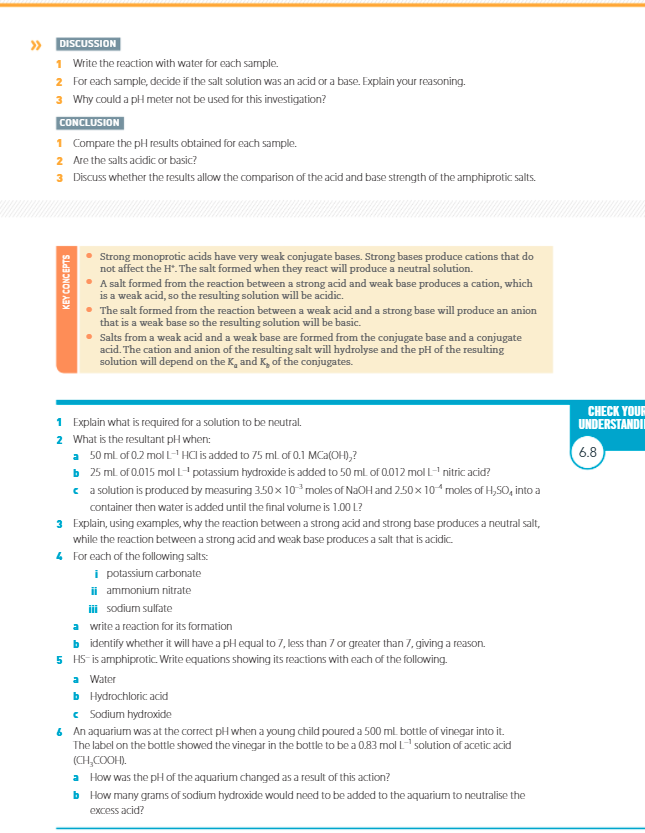 »
DISCUSSION
1 Write the reaction with water for each sample.
2 For each sample, decide if the salt solution was an acid or a base. Explain your reasoning.
3 Why could a pH meter not be used for this investigation?
CONCLUSION
1 Compare the pH results obtained for each sample.
2 Are the salts acidic or basic?
3 Discuss whether the results allow the comparison of the acid and base strength of the amphiprotic salts.
KEY CONCEPTS
• Strong monoprotic acids have very weak conjugate bases. Strong bases produce cations that do
not affect the H⁺. The salt formed when they react will produce a neutral solution.
• A salt formed from the reaction between a strong acid and weak base produces a cation, which
is a weak acid, so the resulting solution will be acidic.
• The salt formed from the reaction between a weak acid and a strong base will produce an anion
that is a weak base so the resulting solution will be basic.
• Salts from a weak acid and a weak base are formed from the conjugate base and a conjugate
acid. The cation and anion of the resulting salt will hydrolyse and the pH of the resulting
solution will depend on the Kₐ and K_b of the conjugates.
CHECK YOUR
UNDERSTANDI
6.8
1 Explain what is required for a solution to be neutral.
2 What is the resultant pH when:
a 50 mL of 0.2 mol L⁻¹ HCl is added to 75 mL of 0.1 MCa(OH)₂?
b 25 mL of 0.015 mol L⁻¹ potassium hydroxide is added to 50 mL of 0.012 mol L⁻¹ nitric acid?
c a solution is produced by measuring 3.50 × 10⁻³ moles of NaOH and 2.50 × 10⁻⁴ moles of H₂SO₄ into a
container then water is added until the final volume is 1.00 L?
3 Explain, using examples, why the reaction between a strong acid and strong base produces a neutral salt,
while the reaction between a strong acid and weak base produces a salt that is acidic.
4 For each of the following salts:
i potassium carbonate
ii ammonium nitrate
iii sodium sulfate
a write a reaction for its formation
b identify whether it will have a pH equal to 7, less than 7 or greater than 7, giving a reason.
5 HS⁻ is amphiprotic. Write equations showing its reactions with each of the following.
a Water
b Hydrochloric acid
c Sodium hydroxide
6 An aquarium was at the correct pH when a young child poured a 500 mL bottle of vinegar into it.
The label on the bottle showed the vinegar in the bottle to be a 0.83 mol L⁻¹ solution of acetic acid
(CH₃COOH).
a How was the pH of the aquarium changed as a result of this action?
b How many grams of sodium hydroxide would need to be added to the aquarium to neutralise the
excess acid?